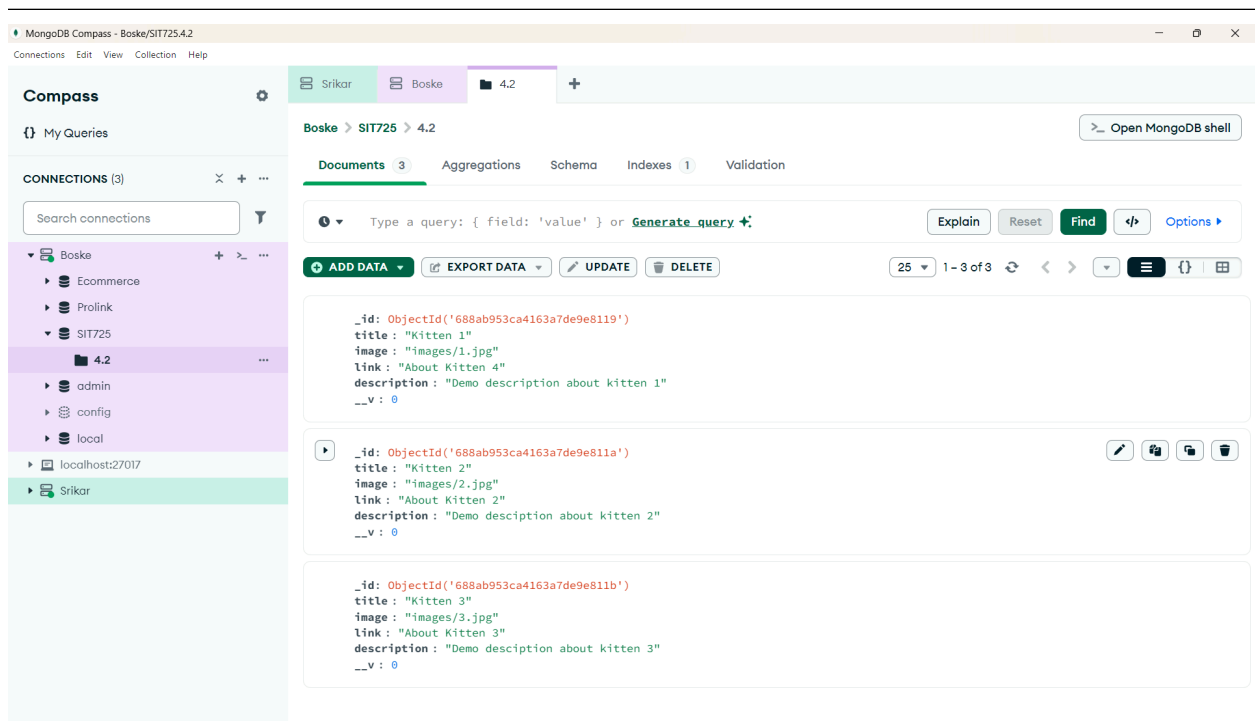 MongoDB Compass - Boske/SIT725.4.2
Connections Edit View Collection Help
Compass
{} My Queries
CONNECTIONS (3)
Search connections
Boske
Ecommerce
Prolink
SIT725
4.2
admin
config
local
localhost:27017
Srikar
Srikar Boske 4.2
Boske > SIT725 > 4.2
>_ Open MongoDB shell
Documents 3 Aggregations Schema Indexes 1 Validation
Type a query: { field: 'value' } or Generate query
Explain Reset Find </> Options
ADD DATA EXPORT DATA UPDATE DELETE
25 1 – 3 of 3 {}
_id: ObjectId('688ab953ca4163a7de9e8119')
title : "Kitten 1"
image : "images/1.jpg"
link : "About Kitten 4"
description : "Demo description about kitten 1"
__v : 0
_id: ObjectId('688ab953ca4163a7de9e811a')
title : "Kitten 2"
image : "images/2.jpg"
link : "About Kitten 2"
description : "Demo desciption about kitten 2"
__v : 0
_id: ObjectId('688ab953ca4163a7de9e811b')
title : "Kitten 3"
image : "images/3.jpg"
link : "About Kitten 3"
description : "Demo desciption about kitten 3"
__v : 0